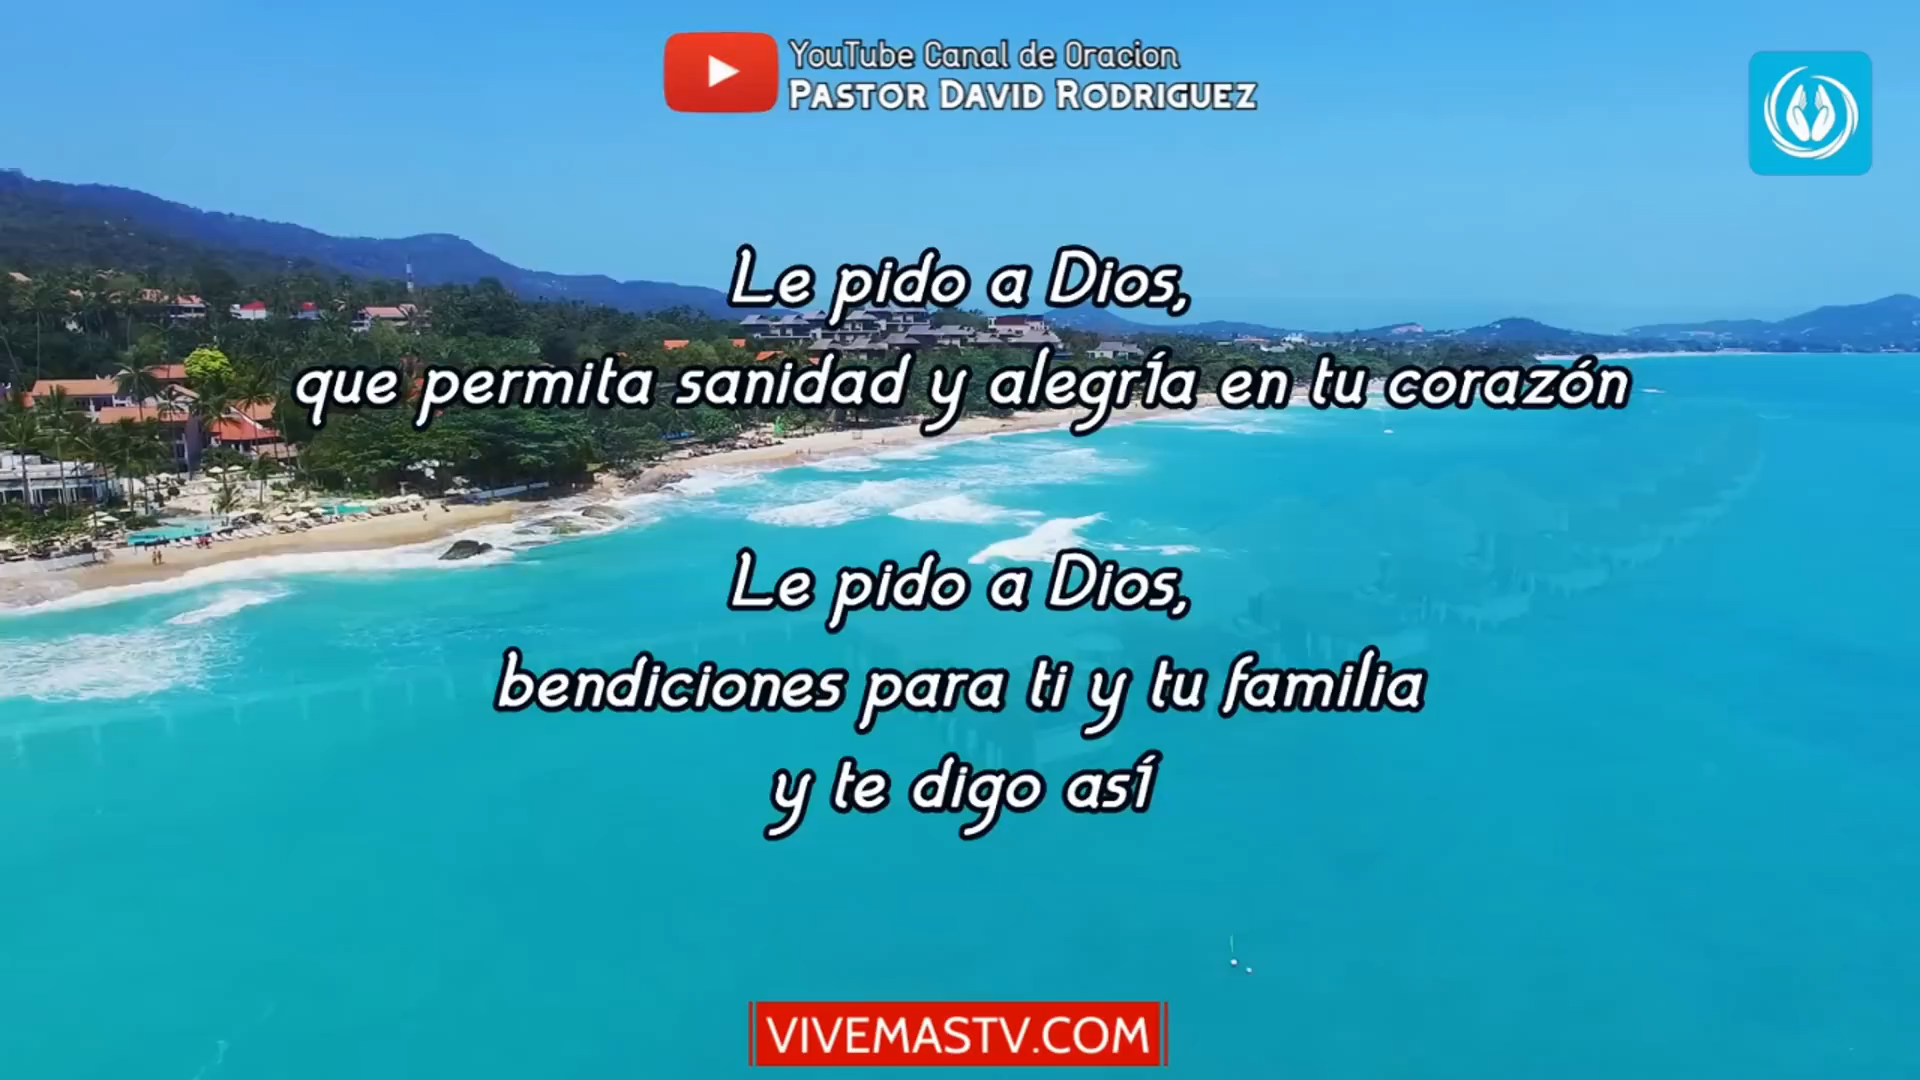 YouTube Canal de Oracion
PASTOR DAVID RODRIGUEZ
Le pido a Dios,
que permita sanidad y alegría en tu corazón
Le pido a Dios,
bendiciones para ti y tu familia
y te digo así
VIVEMASTV.COM